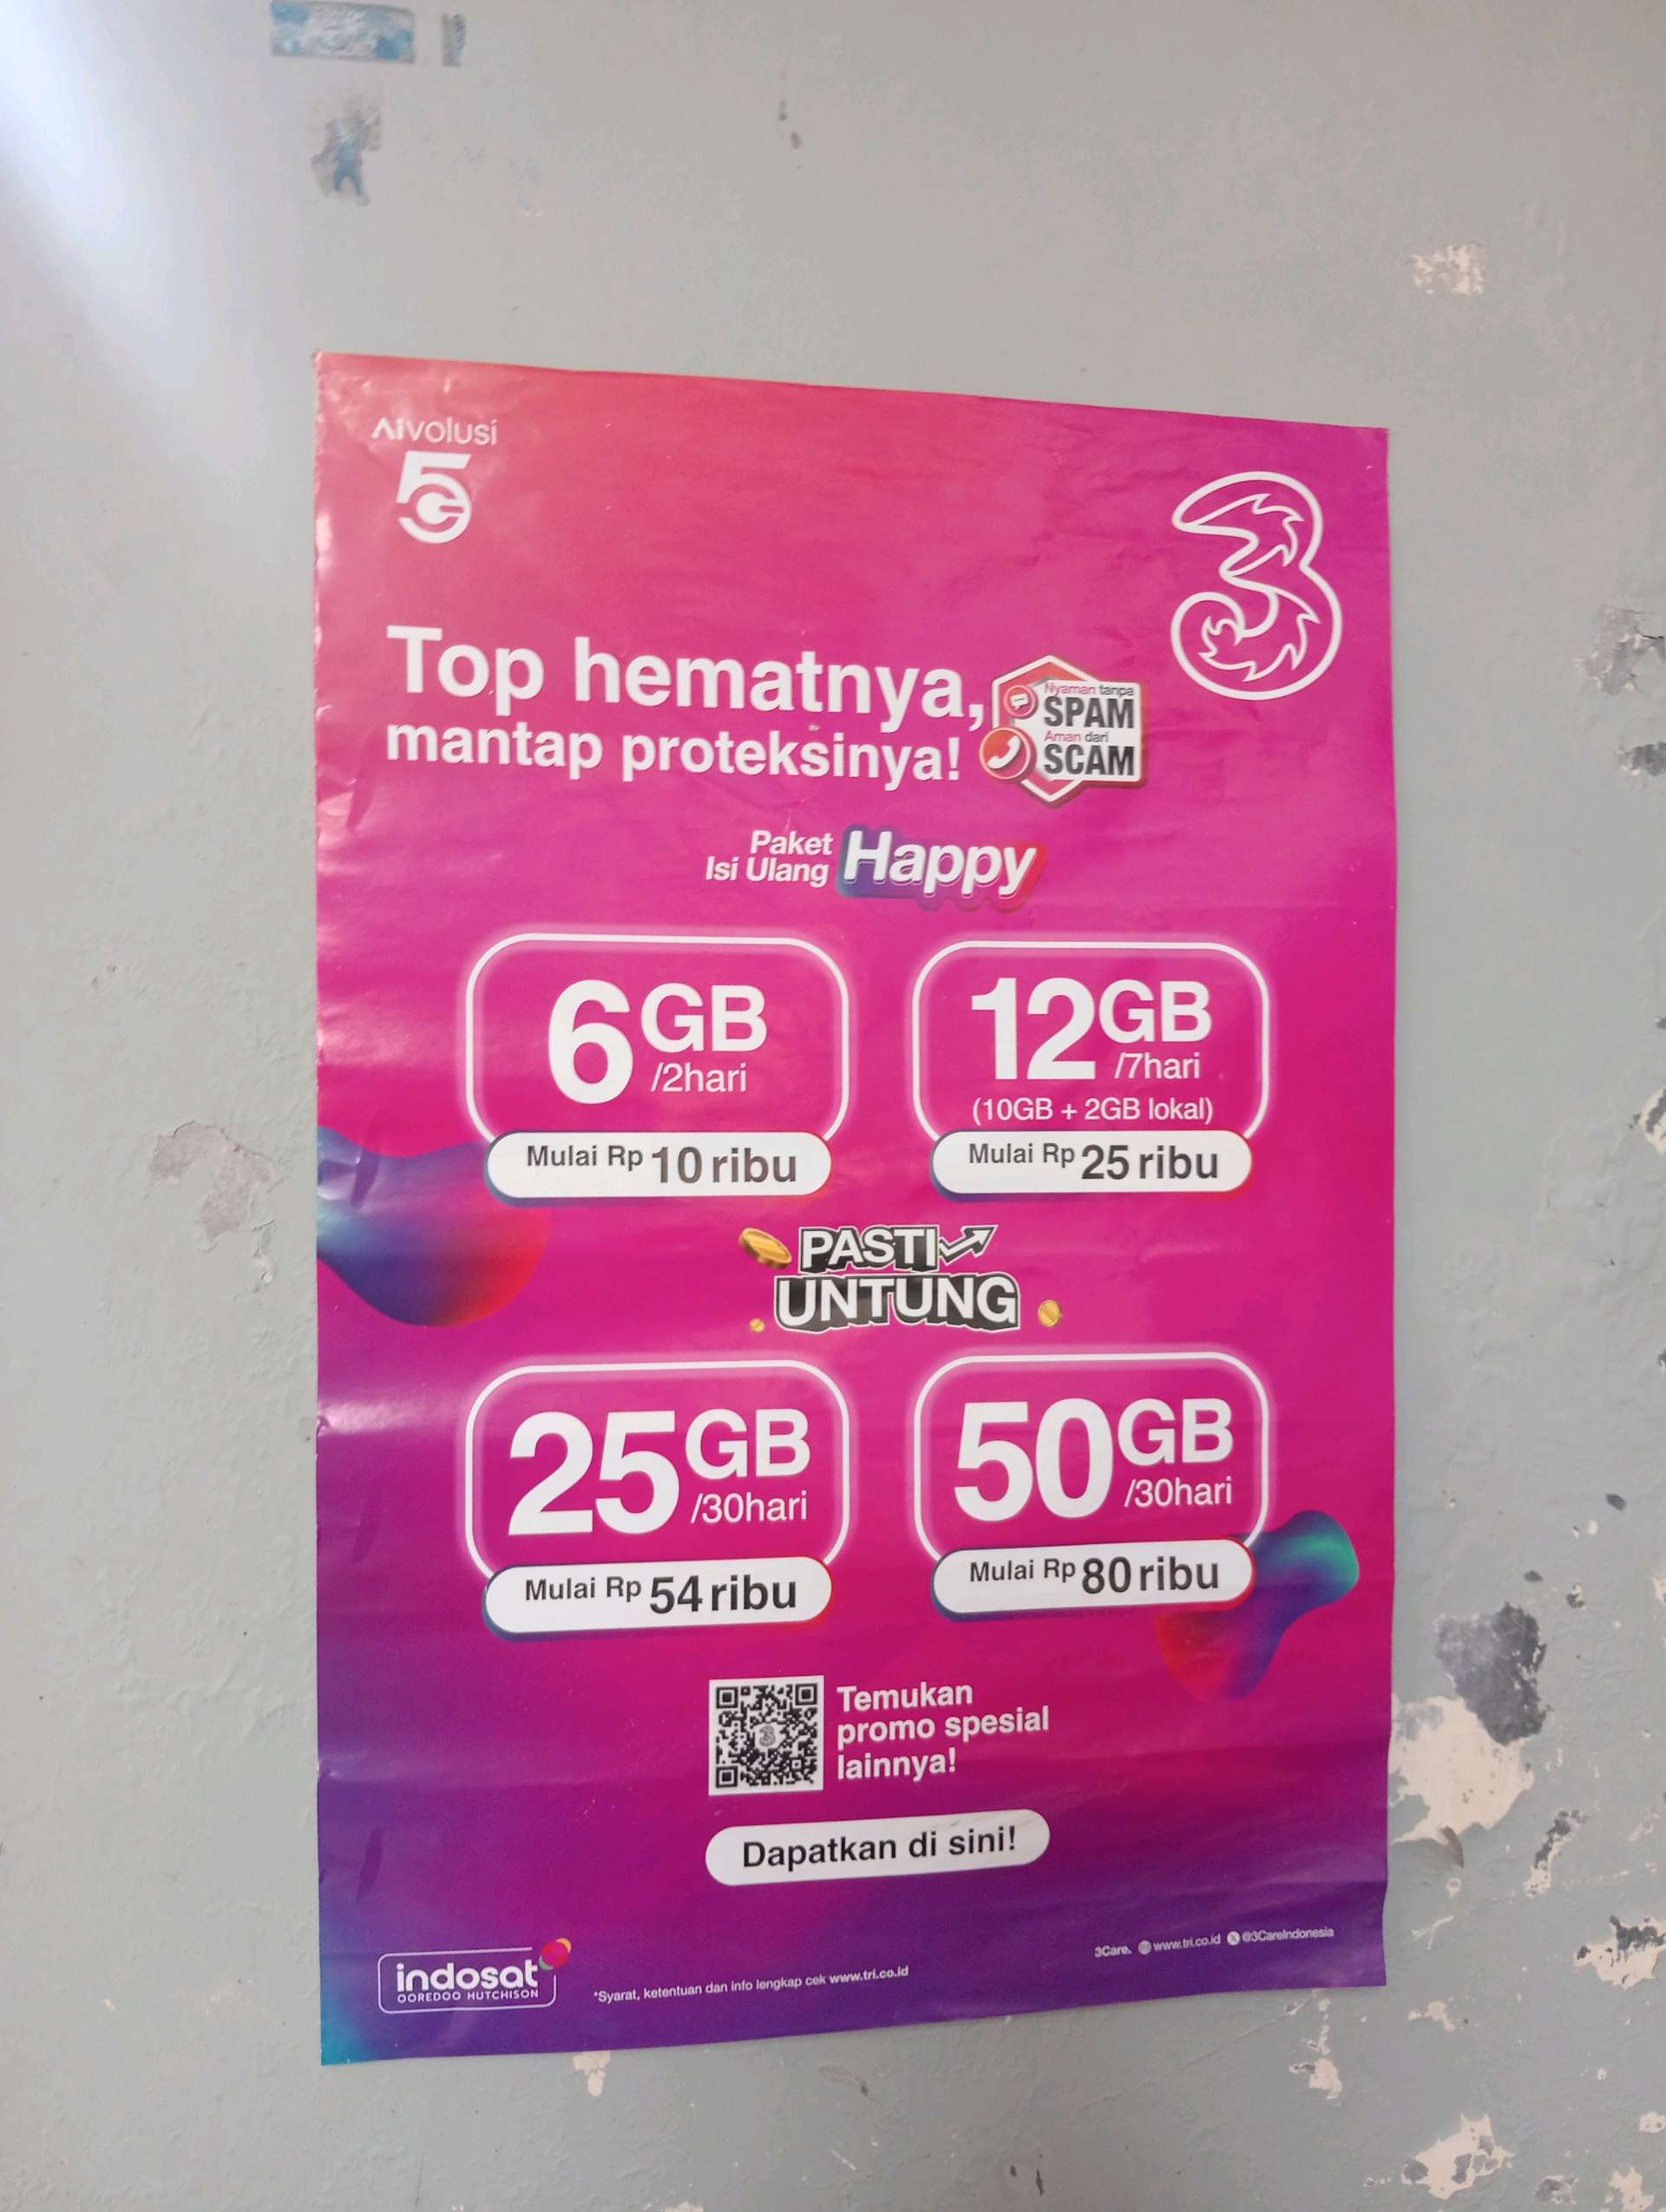 Aivolusi
5G
3
Top hematnya,
mantap proteksinya!
Nyaman tanpa
SPAM
Aman dari
SCAM
Paket
Isi Ulang
Happy
6GB
/2hari
Mulai Rp 10 ribu
12GB
/7hari
(10GB + 2GB lokal)
Mulai Rp 25 ribu
PASTI
UNTUNG
25GB
/30hari
Mulai Rp 54 ribu
50GB
/30hari
Mulai Rp 80 ribu
Temukan
promo spesial
lainnya!
Dapatkan di sini!
indosat
OOREDOO HUTCHISON
*Syarat, ketentuan dan info lengkap cek www.tri.co.id
3Care. www.tri.co.id @3CareIndonesia